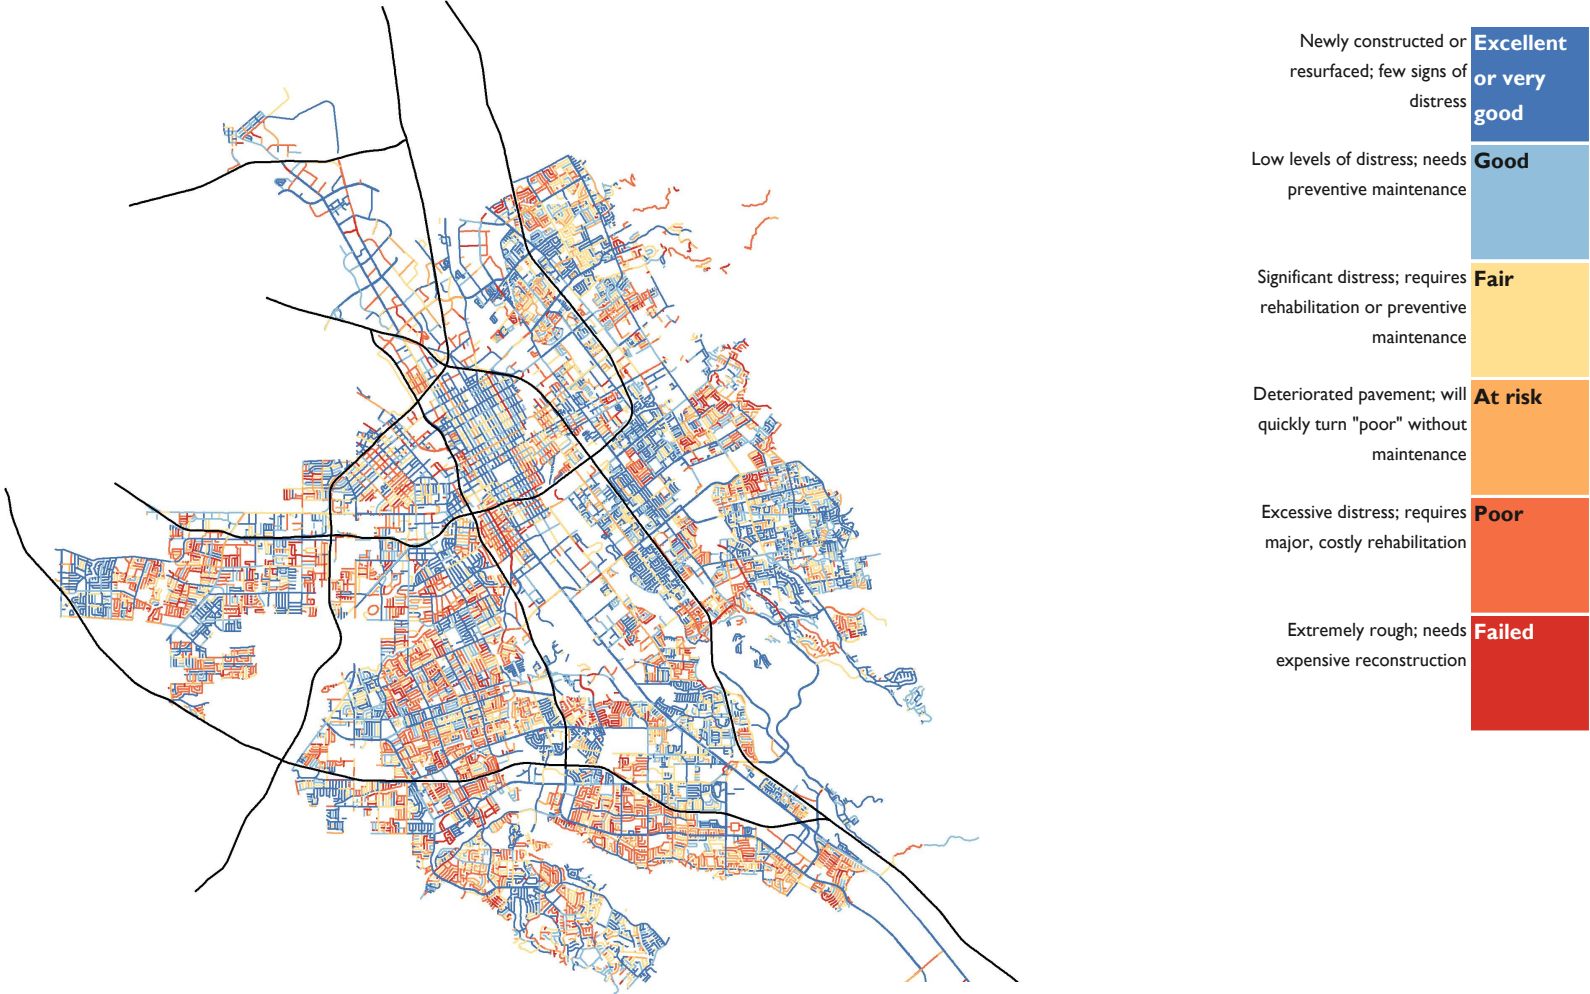 Newly constructed or
resurfaced; few signs of
distress
Excellent
or very
good
Low levels of distress; needs
preventive maintenance
Good
Significant distress; requires
rehabilitation or preventive
maintenance
Fair
Deteriorated pavement; will
quickly turn "poor" without
maintenance
At risk
Excessive distress; requires
major, costly rehabilitation
Poor
Extremely rough; needs
expensive reconstruction
Failed